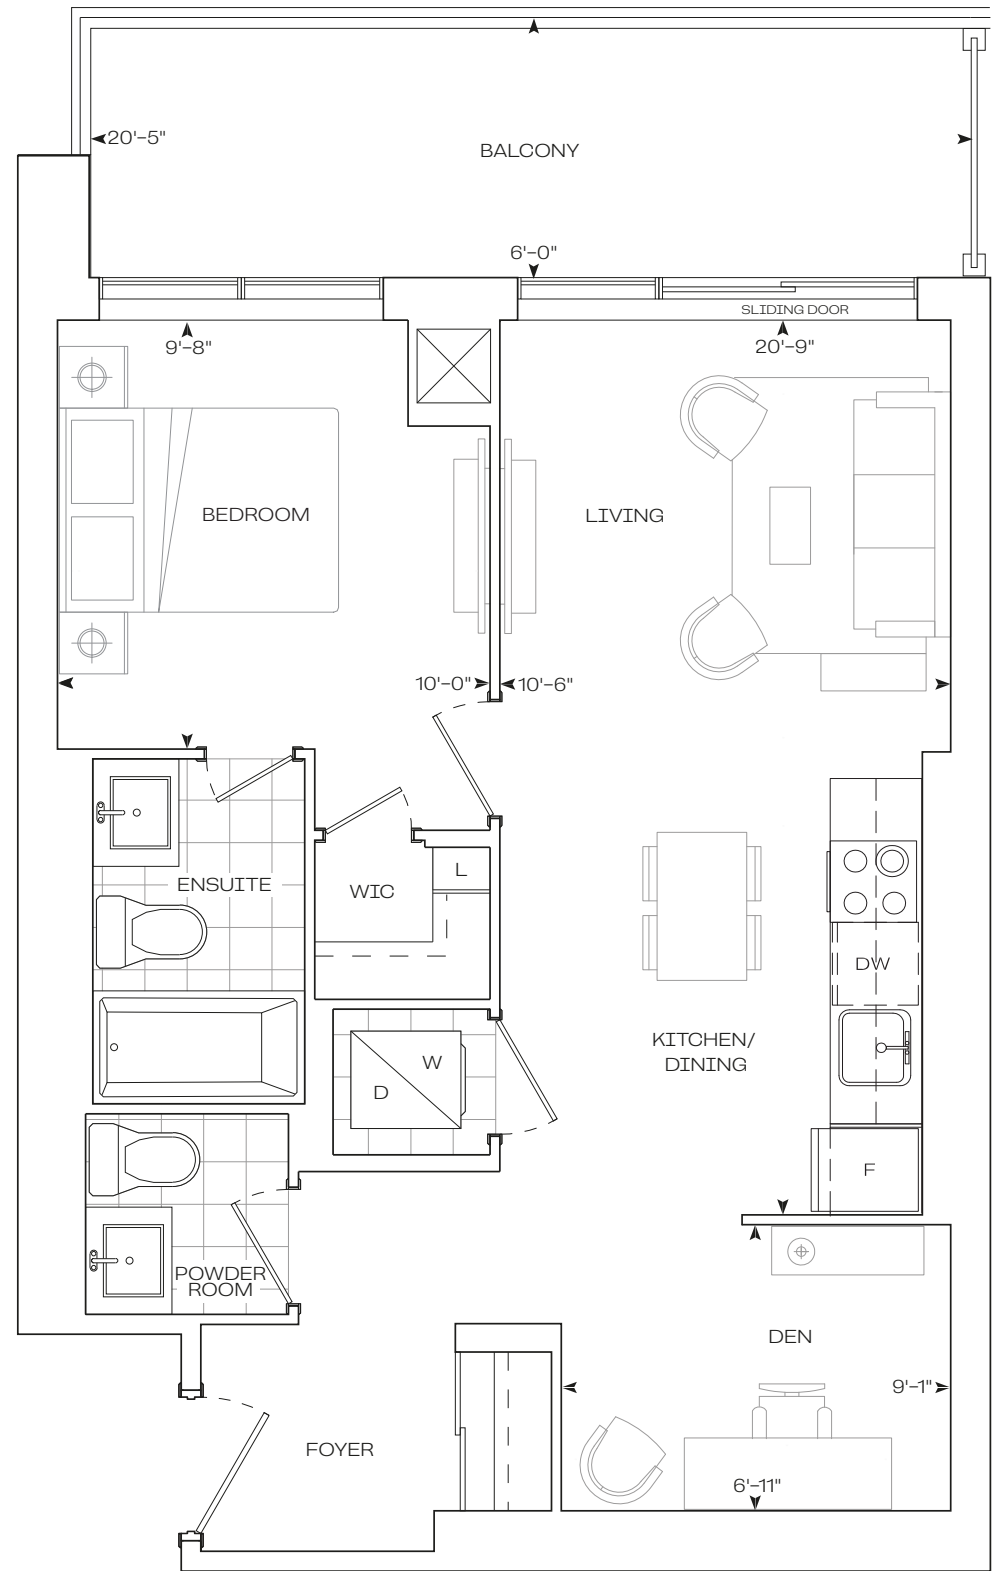 20'-5"
BALCONY
6'-0"
SLIDING DOOR
9'-8"
20'-9"
BEDROOM
LIVING
10'-0"
10'-6"
L
ENSUITE
WIC
DW
KITCHEN/
DINING
W
D
F
POWDER
ROOM
DEN
9'-1"
FOYER
6'-11"